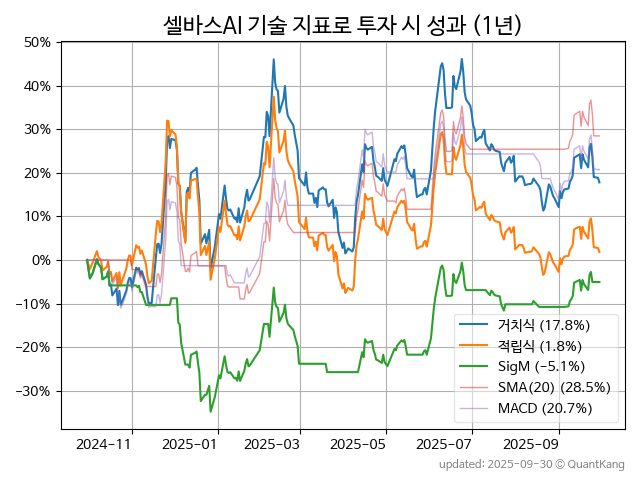 셀바스AI 기술 지표로 투자 시 성과 (1년)
50%
40%
30%
20%
10%
0%
−10%
−20%
−30%
거치식 (17.8%)
적립식 (1.8%)
SigM (−5.1%)
SMA(20) (28.5%)
MACD (20.7%)
2024-11
2025-01
2025-03
2025-05
2025-07
2025-09
updated: 2025-09-30 © QuantKang